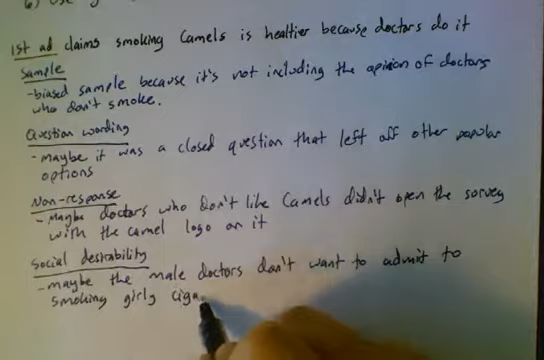 1st ad claims smoking Camels is healtier because doctors do it
Sample
-biased sample because it's not including the opinion of doctors
who don't smoke.
Question wording
- Maybe it was a closed question that left off other popular
options
Non-response
- Maybe doctors who don't like Camels didn't open the survey
with the camel logo on it
Social desirability
-maybe the male doctors don't want to admit to
smoking girly ciga